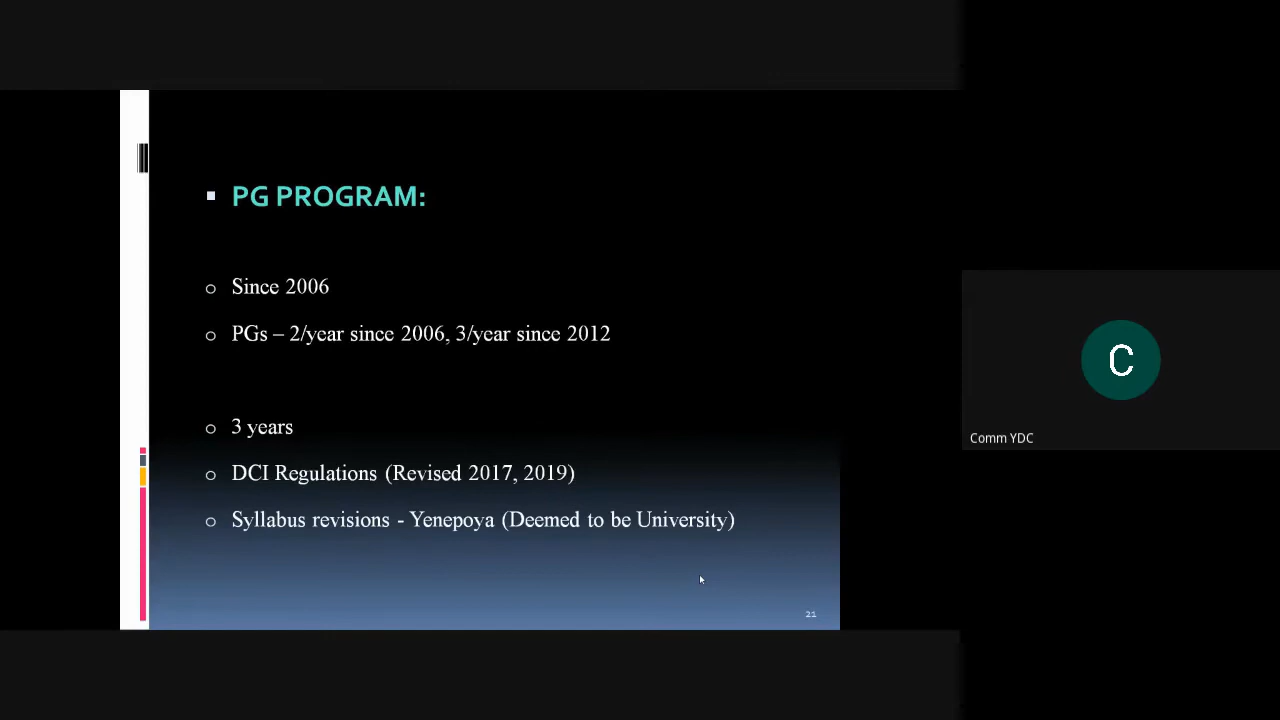 PG PROGRAM:
Since 2006
PGs – 2/year since 2006, 3/year since 2012
3 years
DCI Regulations (Revised 2017, 2019)
Syllabus revisions - Yenepoya (Deemed to be University)
21
C
Comm YDC